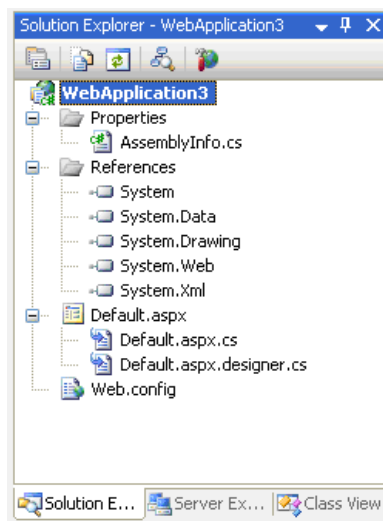 Solution Explorer - WebApplication3
WebApplication3
Properties
AssemblyInfo.cs
References
System
System.Data
System.Drawing
System.Web
System.Xml
Default.aspx
Default.aspx.cs
Default.aspx.designer.cs
Web.config
Solution E... Server Ex... Class View